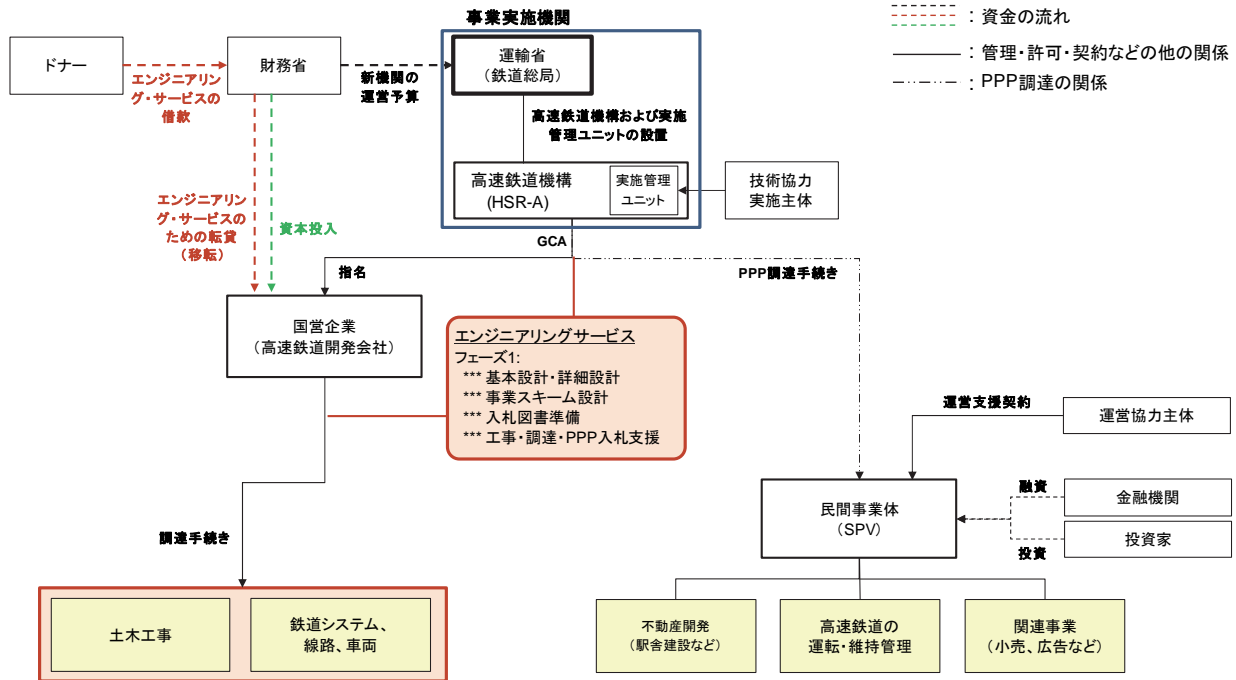 事業実施機関
: 資金の流れ
: 管理・許可・契約などの他の関係
: PPP調達の関係
ドナー
エンジニアリン
グ・サービスの
借款
財務省
新機関の
運営予算
運輸省
(鉄道総局)
高速鉄道機構および実施
管理ユニットの設置
高速鉄道機構
(HSR-A)
実施管理
ユニット
技術協力
実施主体
エンジニアリン
グ・サービスの
ための転貸
(移転)
資本投入
GCA
指名
PPP調達手続き
国営企業
(高速鉄道開発会社)
エンジニアリングサービス
フェーズ1:
*** 基本設計・詳細設計
*** 事業スキーム設計
*** 入札図書準備
*** 工事・調達・PPP入札支援
運営支援契約
運営協力主体
民間事業体
(SPV)
融資
金融機関
投資
投資家
調達手続き
土木工事
鉄道システム、
線路、車両
不動産開発
(駅舎建設など)
高速鉄道の
運転・維持管理
関連事業
(小売、広告など)